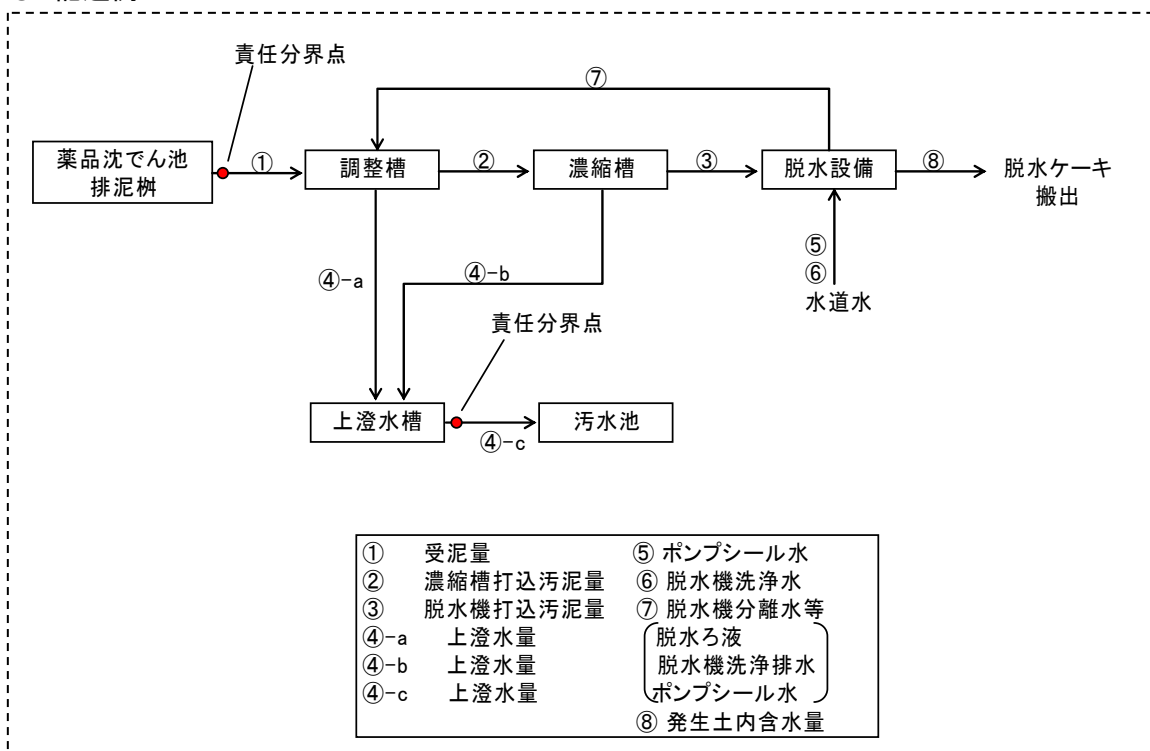 責任分界点
⑦
薬品沈でん池
排泥桝
①
調整槽
②
濃縮槽
③
脱水設備
⑧
脱水ケーキ
搬出
④-a
④-b
⑤
⑥
水道水
責任分界点
上澄水槽
④-c
汚水池
① 受泥量
② 濃縮槽打込汚泥量
③ 脱水機打込汚泥量
④-a 上澄水量
④-b 上澄水量
④-c 上澄水量
⑤ ポンプシール水
⑥ 脱水機洗浄水
⑦ 脱水機分離水等
脱水ろ液
脱水機洗浄排水
ポンプシール水
⑧ 発生土内含水量